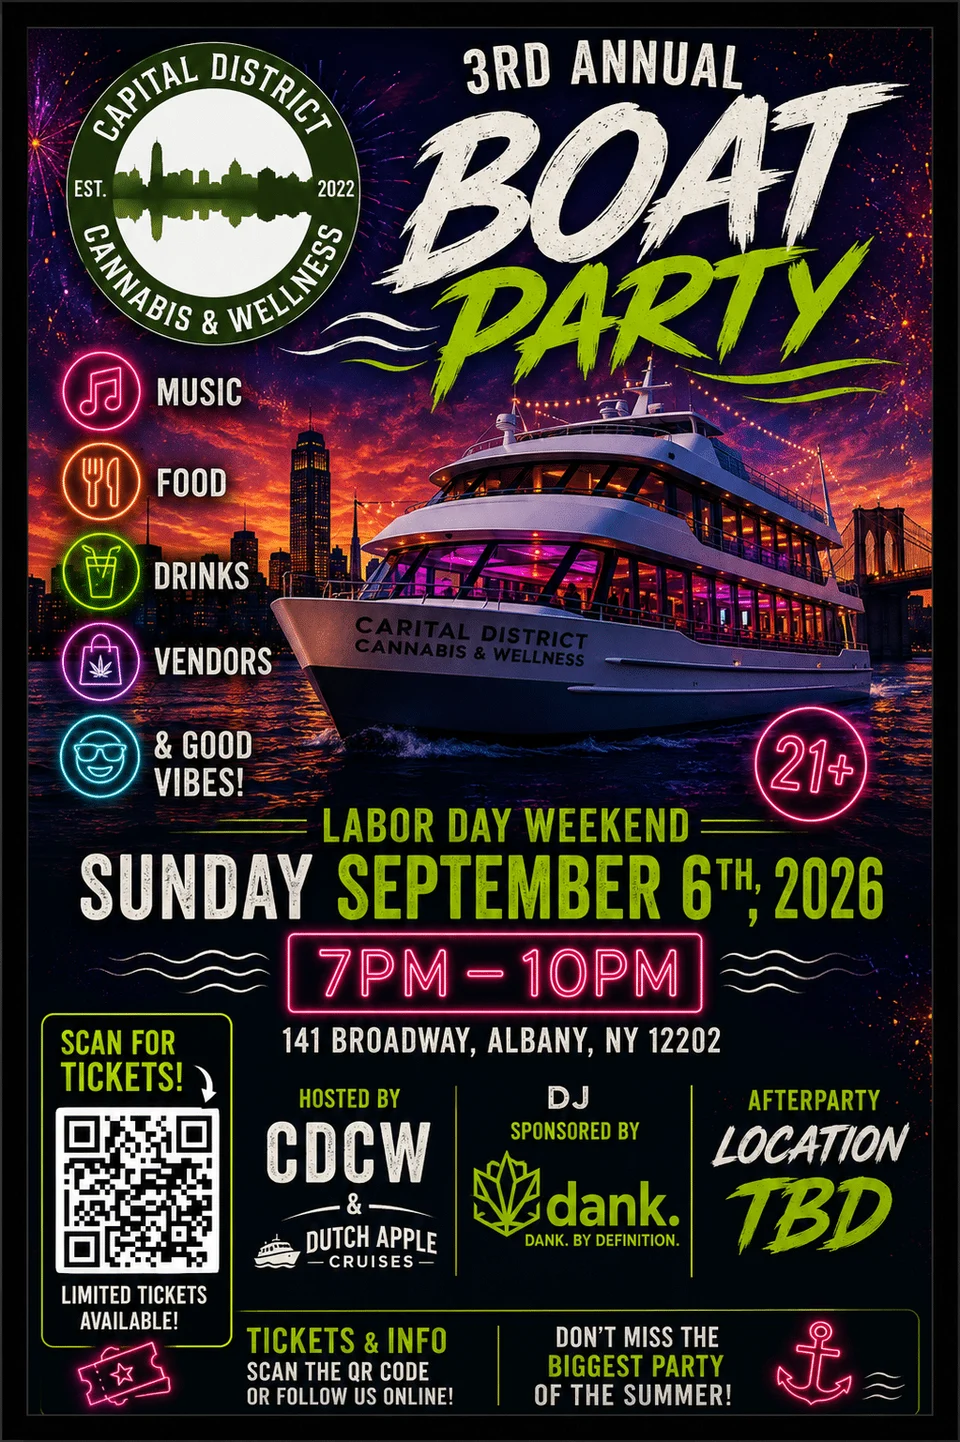 CAPITAL DISTRICT
EST. 2022
CANNABIS & WELLNESS
3RD ANNUAL
BOAT
PARTY
MUSIC
FOOD
DRINKS
VENDORS
& GOOD
VIBES!
CARITAL DISTRICT
CANNABIS & WELLNESS
21+
LABOR DAY WEEKEND
SUNDAY SEPTEMBER 6TH, 2026
7PM – 10PM
141 BROADWAY, ALBANY, NY 12202
SCAN FOR
TICKETS!
LIMITED TICKETS
AVAILABLE!
HOSTED BY
CDCW
&
DUTCH APPLE
CRUISES
DJ
SPONSORED BY
dank.
DANK. BY DEFINITION.
AFTERPARTY
LOCATION
TBD
TICKETS & INFO
SCAN THE QR CODE
OR FOLLOW US ONLINE!
DON'T MISS THE
BIGGEST PARTY
OF THE SUMMER!